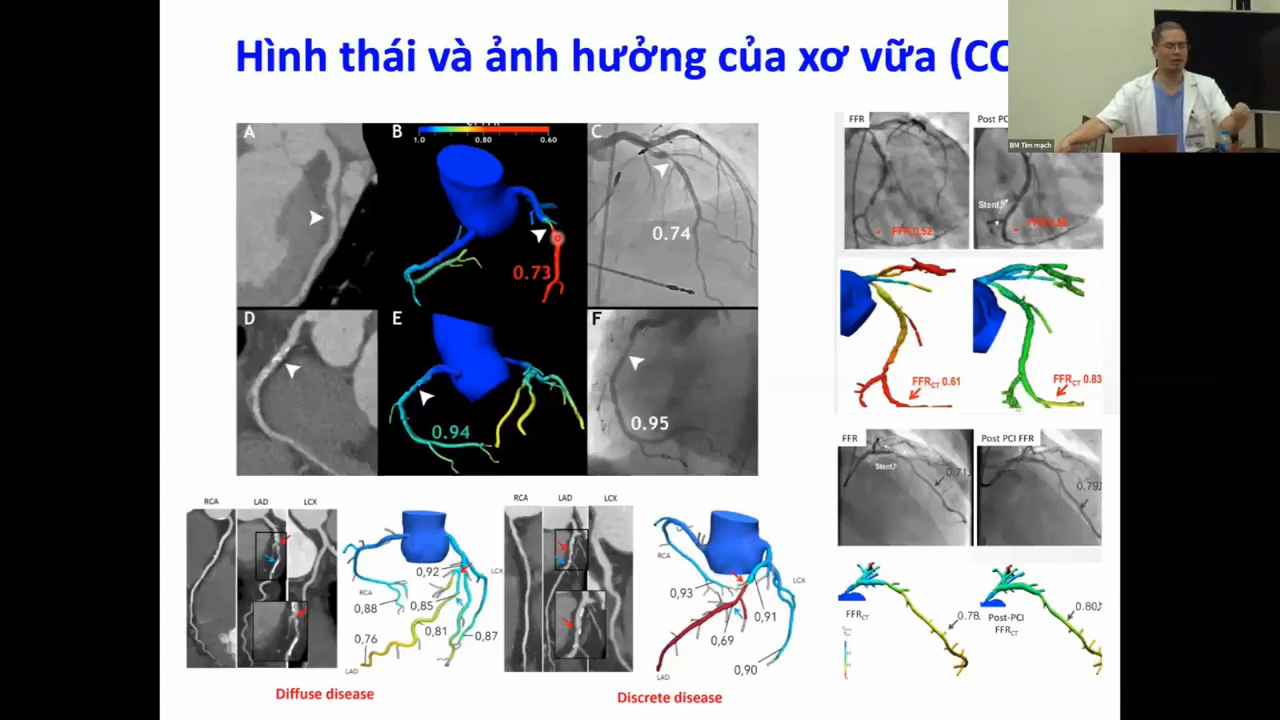 Hình thái và ảnh hưởng của xơ vữa (CC
BM Tim mạch
A
B
1.0
0.80
0.60
C
0.73
0.74
D
E
F
0.94
0.95
FFR
Post PC
Stent
FFR 0.52
FFRCT 0.61
FFRCT 0.83
FFR
Post PCI FFR
Stent
0.71
0.79
FFRCT
0.78
Post-PCI
FFRCT
0.80
RCA
LAD
LCX
0,92
LCX
RCA
0,88
0,85
0,81
0,87
0,76
LAD
Diffuse disease
RCA
LAD
LCX
RCA
LCX
0,93
0,91
0,69
0,90
LAD
Discrete disease